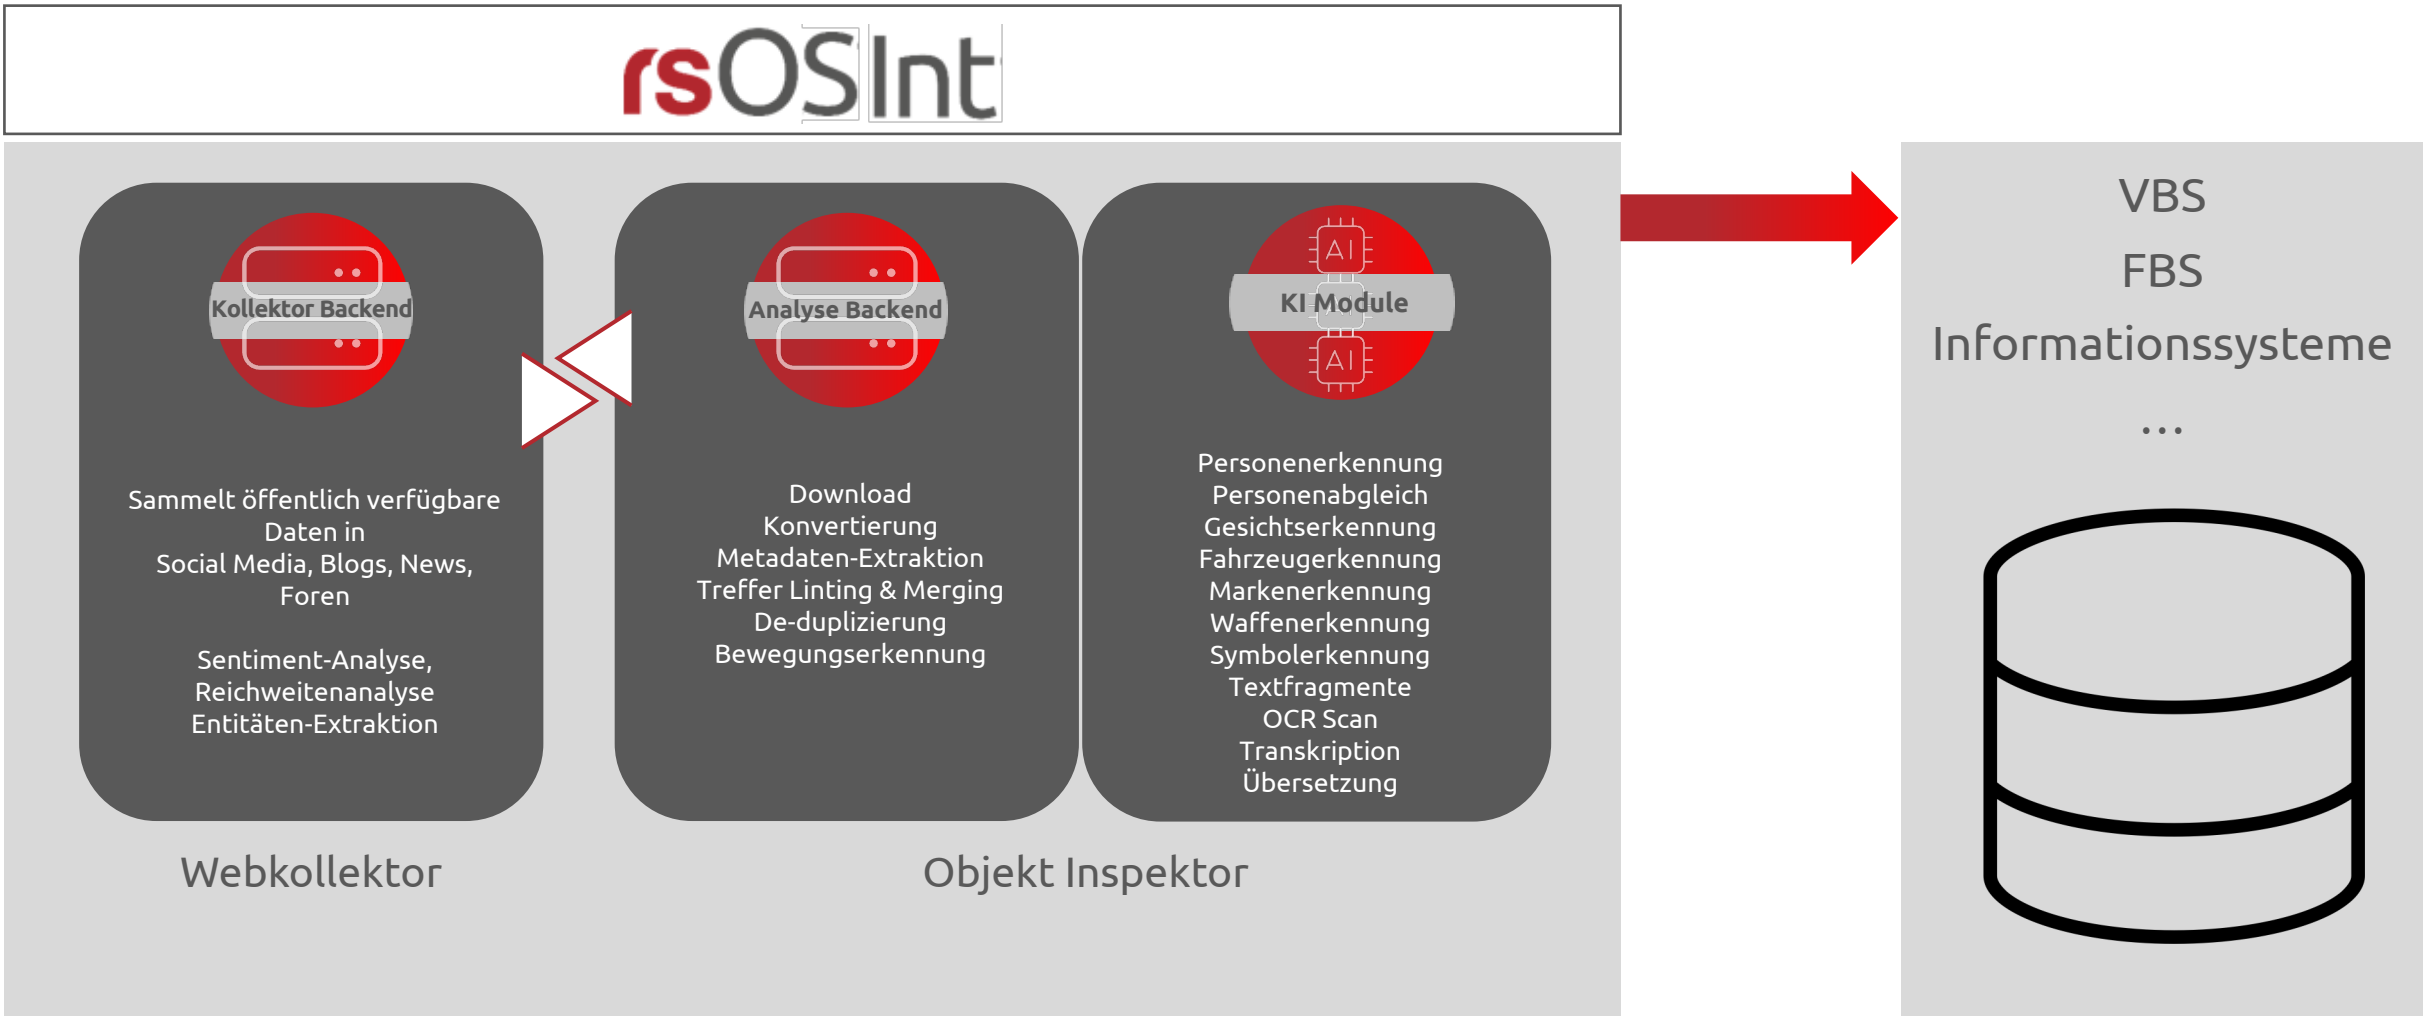 rsOSInt
Kollektor Backend
Sammelt öffentlich verfügbare
Daten in
Social Media, Blogs, News,
Foren
Sentiment-Analyse,
Reichweitenanalyse
Entitäten-Extraktion
Webkollektor
Analyse Backend
Download
Konvertierung
Metadaten-Extraktion
Treffer Linting & Merging
De-duplizierung
Bewegungserkennung
AI
KI Module
AI
Personenerkennung
Personenabgleich
Gesichtserkennung
Fahrzeugerkennung
Markenerkennung
Waffenerkennung
Symbolerkennung
Textfragmente
OCR Scan
Transkription
Übersetzung
Objekt Inspektor
VBS
FBS
Informationssysteme
…